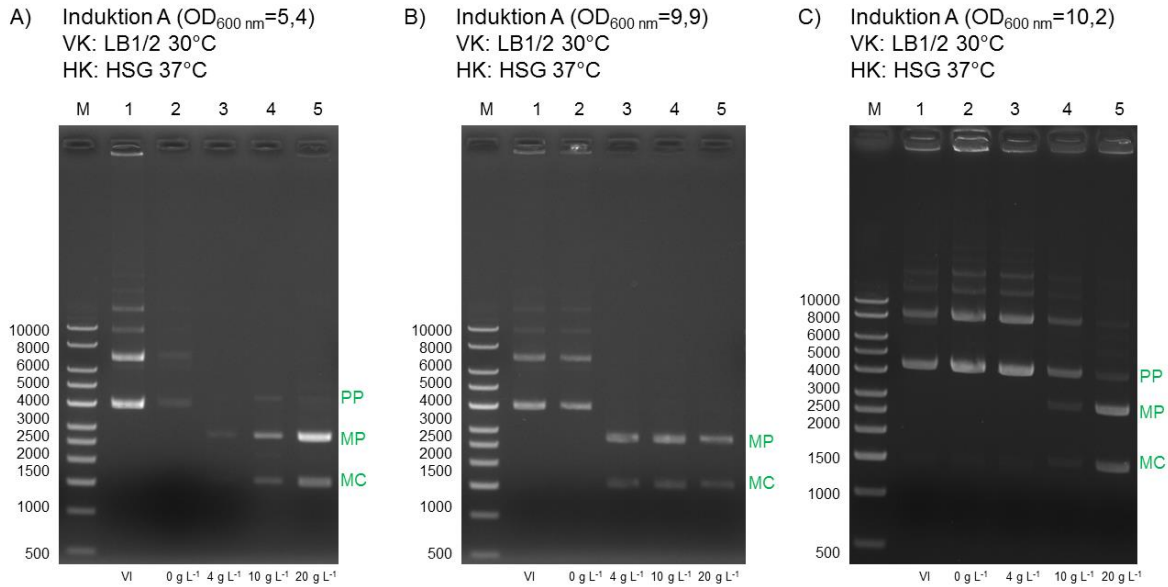 A) Induktion A (OD600 nm=5,4)
VK: LB1/2 30°C
HK: HSG 37°C
M 1 2 3 4 5
10000
8000
6000
5000
4000
3000
2500
2000
1500
1000
500
PP
MP
MC
VI 0 g L-1 4 g L-1 10 g L-1 20 g L-1
B) Induktion A (OD600 nm=9,9)
VK: LB1/2 30°C
HK: HSG 37°C
M 1 2 3 4 5
10000
8000
6000
5000
4000
3000
2500
2000
1500
1000
500
MP
MC
VI 0 g L-1 4 g L-1 10 g L-1 20 g L-1
C) Induktion A (OD600 nm=10,2)
VK: LB1/2 30°C
HK: HSG 37°C
M 1 2 3 4 5
10000
8000
6000
5000
4000
3000
2500
2000
1500
1000
500
PP
MP
MC
VI 0 g L-1 4 g L-1 10 g L-1 20 g L-1